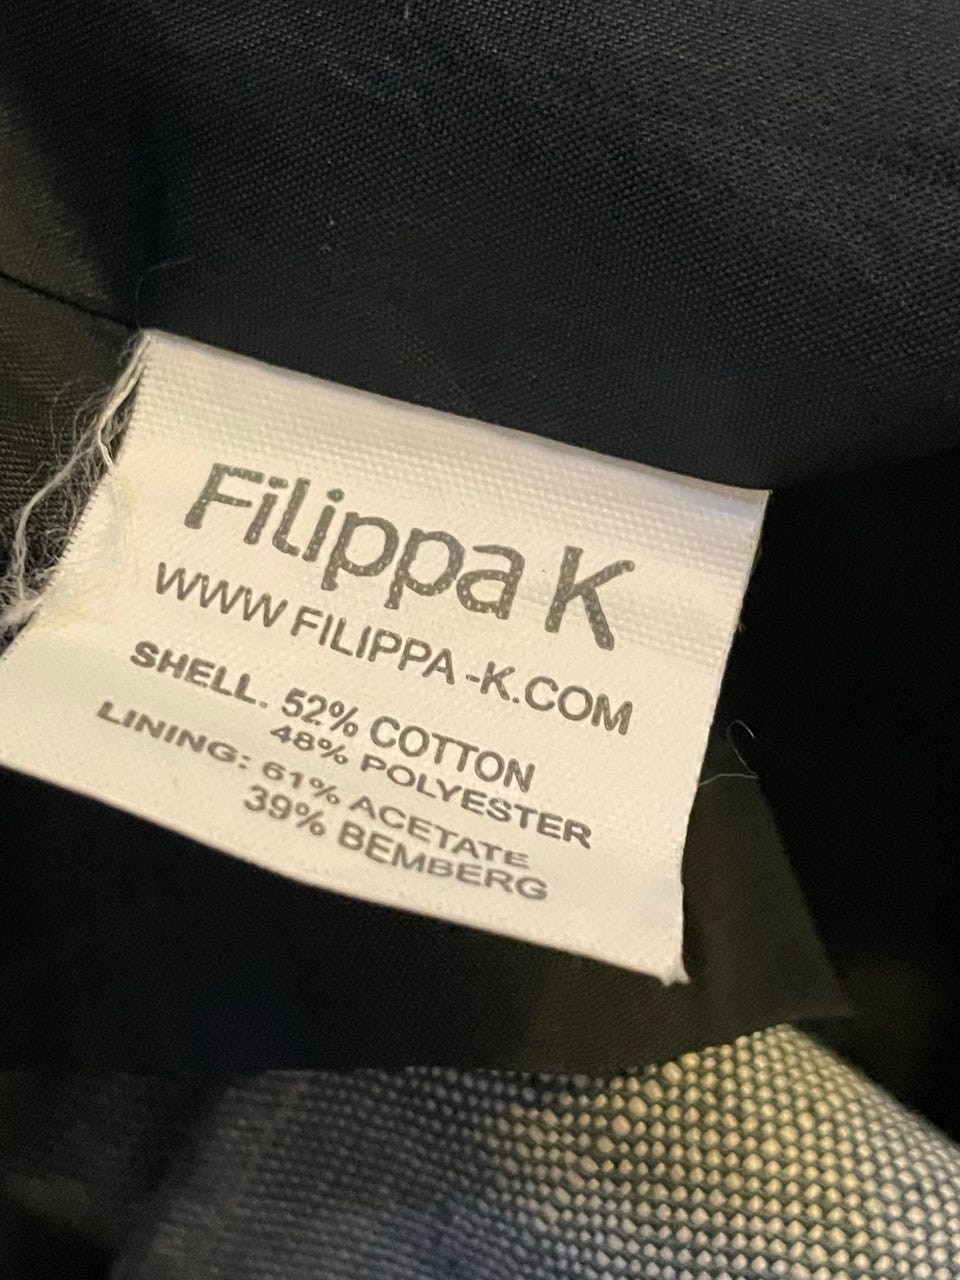 Filippa K
WWW FILIPPA-K.COM
SHELL. 52% COTTON
48% POLYESTER
LINING: 61% ACETATE
39% BEMBERG